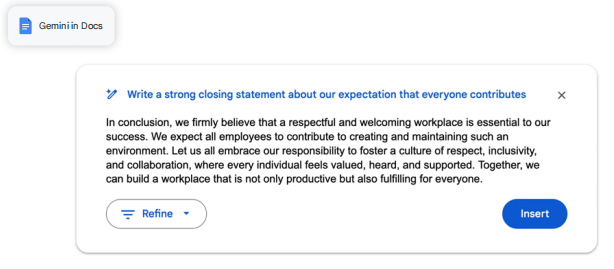 Gemini in Docs
Write a strong closing statement about our expectation that everyone contributes
In conclusion, we firmly believe that a respectful and welcoming workplace is essential to our
success. We expect all employees to contribute to creating and maintaining such an
environment. Let us all embrace our responsibility to foster a culture of respect, inclusivity,
and collaboration, where every individual feels valued, heard, and supported. Together, we
can build a workplace that is not only productive but also fulfilling for everyone.
Refine
Insert